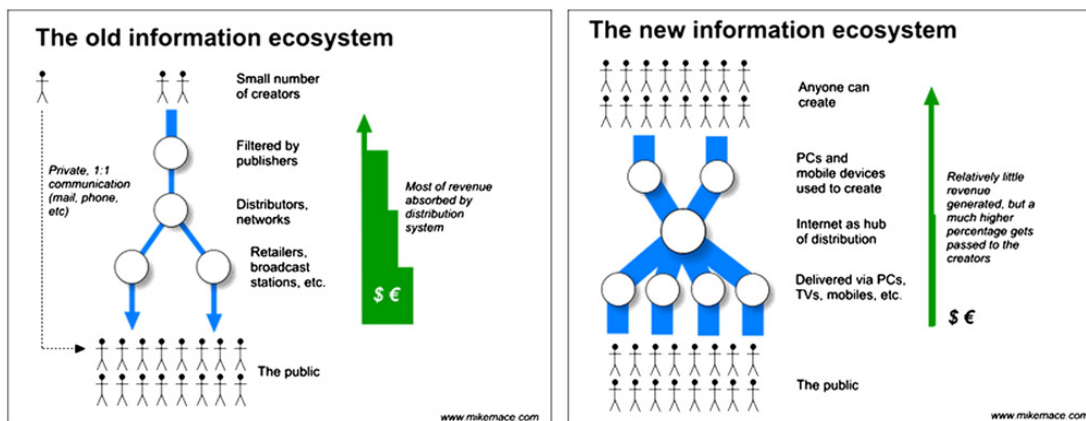 The old information ecosystem
Small number
of creators
Filtered by
publishers
Private, 1:1
communication
(mail, phone,
etc)
Distributors,
networks
Most of revenue
absorbed by
distribution
system
Retailers,
broadcast
stations, etc.
$ €
The public
www.mikemace.com
The new information ecosystem
Anyone can
create
PCs and
mobile devices
used to create
Relatively little
revenue
generated, but a
much higher
percentage gets
passed to the
creators
Internet as hub
of distribution
Delivered via PCs,
TVs, mobiles, etc.
$ €
The public
www.mikemace.com